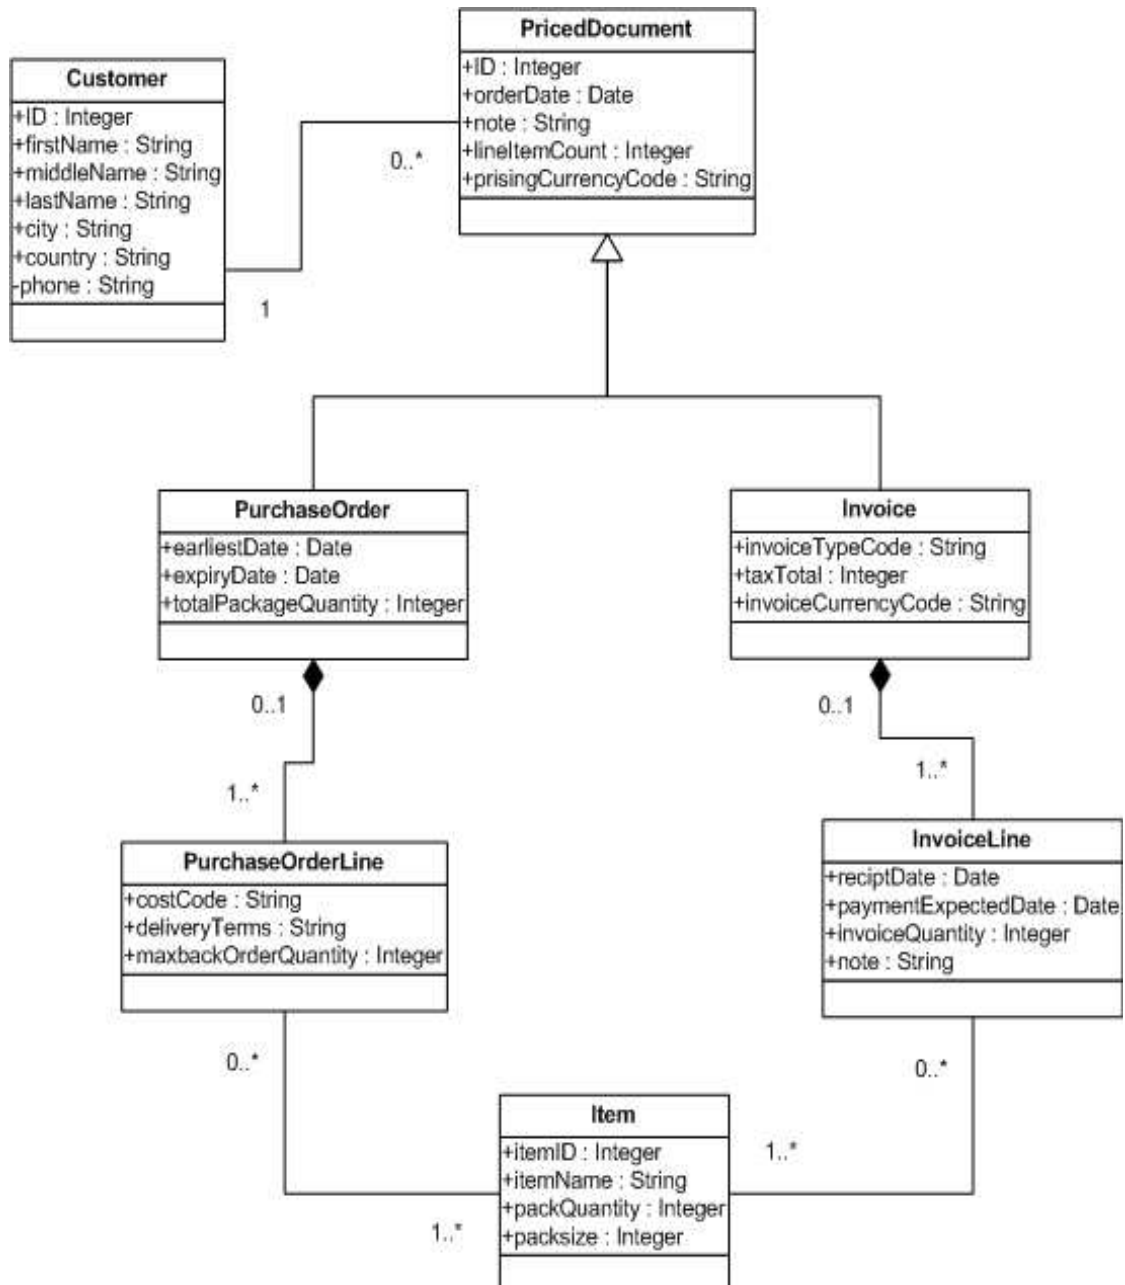 PricedDocument
+ID : Integer
+orderDate : Date
+note : String
+lineItemCount : Integer
+prisingCurrencyCode : String
Customer
+ID : Integer
+firstName : String
+middleName : String
+lastName : String
+city : String
+country : String
-phone : String
0..*
1
PurchaseOrder
+earliestDate : Date
+expiryDate : Date
+totalPackageQuantity : Integer
Invoice
+invoiceTypeCode : String
+taxTotal : Integer
+invoiceCurrencyCode : String
0..1
0..1
1..*
1..*
PurchaseOrderLine
+costCode : String
+deliveryTerms : String
+maxbackOrderQuantity : Integer
InvoiceLine
+reciptDate : Date
+paymentExpectedDate : Date
+invoiceQuantity : Integer
+note : String
0..*
0..*
Item
+itemID : Integer
+itemName : String
+packQuantity : Integer
+packsize : Integer
1..*
1..*